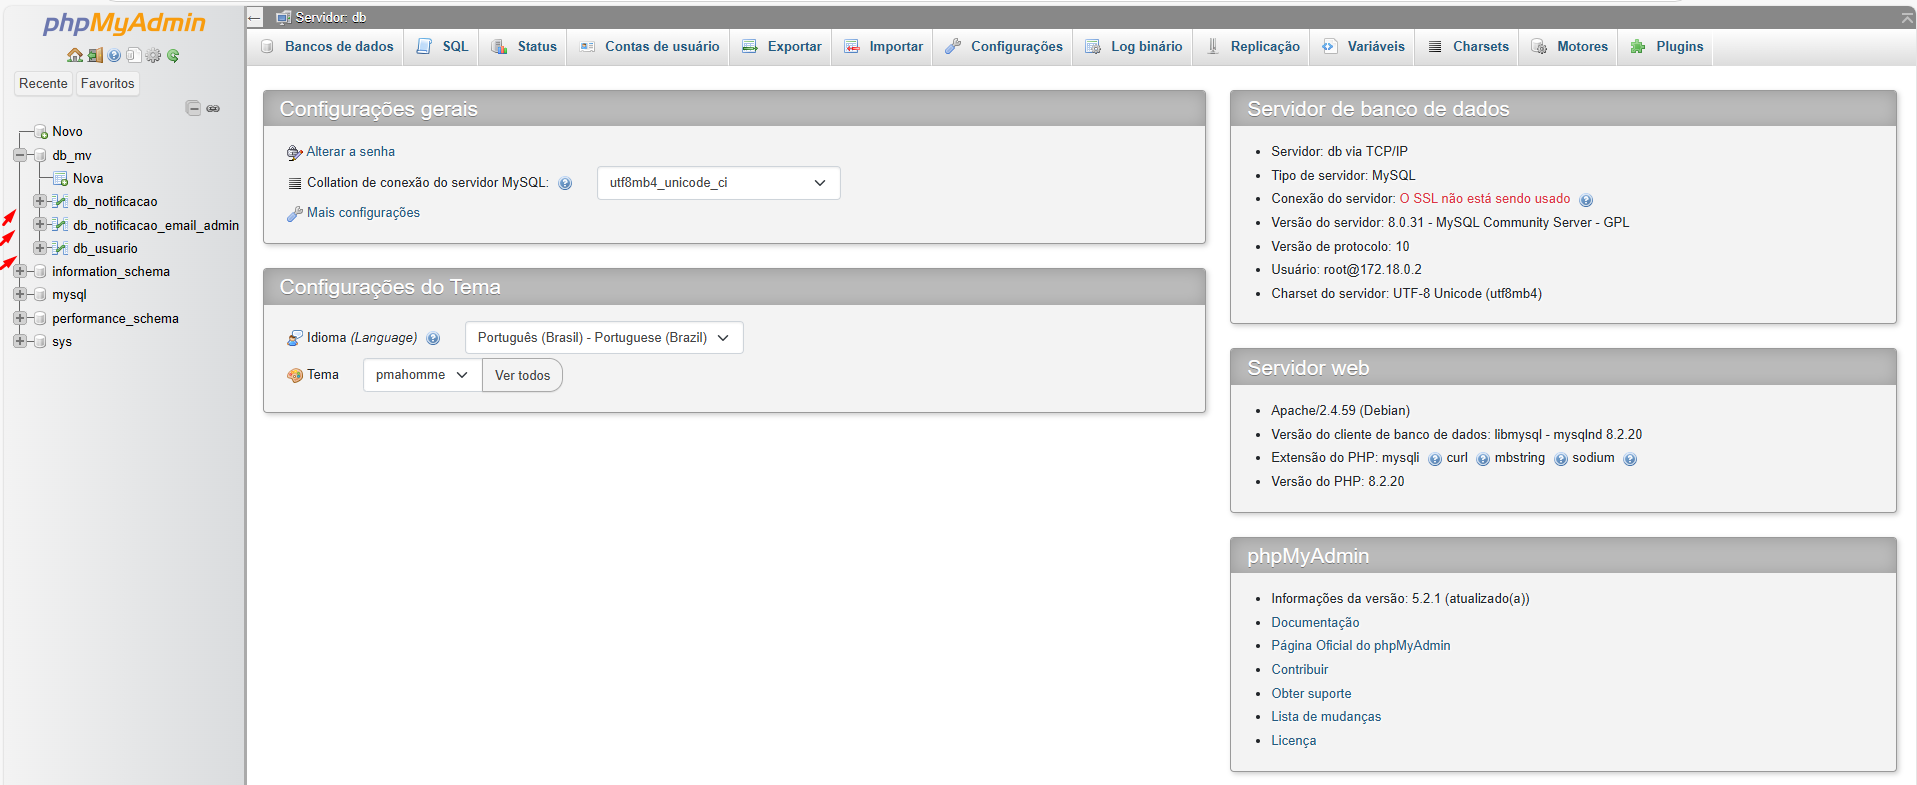 phpMyAdmin
Recente Favoritos
Novo
db_mv
Nova
db_notificacao
db_notificacao_email_admin
db_usuario
information_schema
mysql
performance_schema
sys
Servidor: db
Bancos de dados SQL Status Contas de usuário Exportar Importar Configurações Log binário Replicação Variáveis Charsets Motores Plugins
Configurações gerais
Alterar a senha
Collation de conexão do servidor MySQL: utf8mb4_unicode_ci
Mais configurações
Configurações do Tema
Idioma (Language) Português (Brasil) - Portuguese (Brazil)
Tema pmahomme Ver todos
Servidor de banco de dados
Servidor: db via TCP/IP
Tipo de servidor: MySQL
Conexão do servidor: O SSL não está sendo usado
Versão do servidor: 8.0.31 - MySQL Community Server - GPL
Versão de protocolo: 10
Usuário: root@172.18.0.2
Charset do servidor: UTF-8 Unicode (utf8mb4)
Servidor web
Apache/2.4.59 (Debian)
Versão do cliente de banco de dados: libmysql - mysqlnd 8.2.20
Extensão do PHP: mysqli curl mbstring sodium
Versão do PHP: 8.2.20
phpMyAdmin
Informações da versão: 5.2.1 (atualizado(a))
Documentação
Página Oficial do phpMyAdmin
Contribuir
Obter suporte
Lista de mudanças
Licença